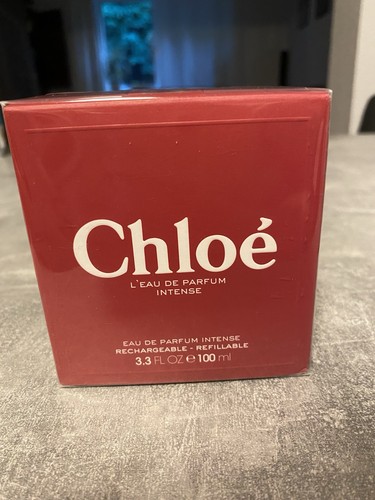 Chloé
L'EAU DE PARFUM
INTENSE
EAU DE PARFUM INTENSE
RECHARGEABLE - REFILLABLE
3.3 FL OZ ℮ 100 ml